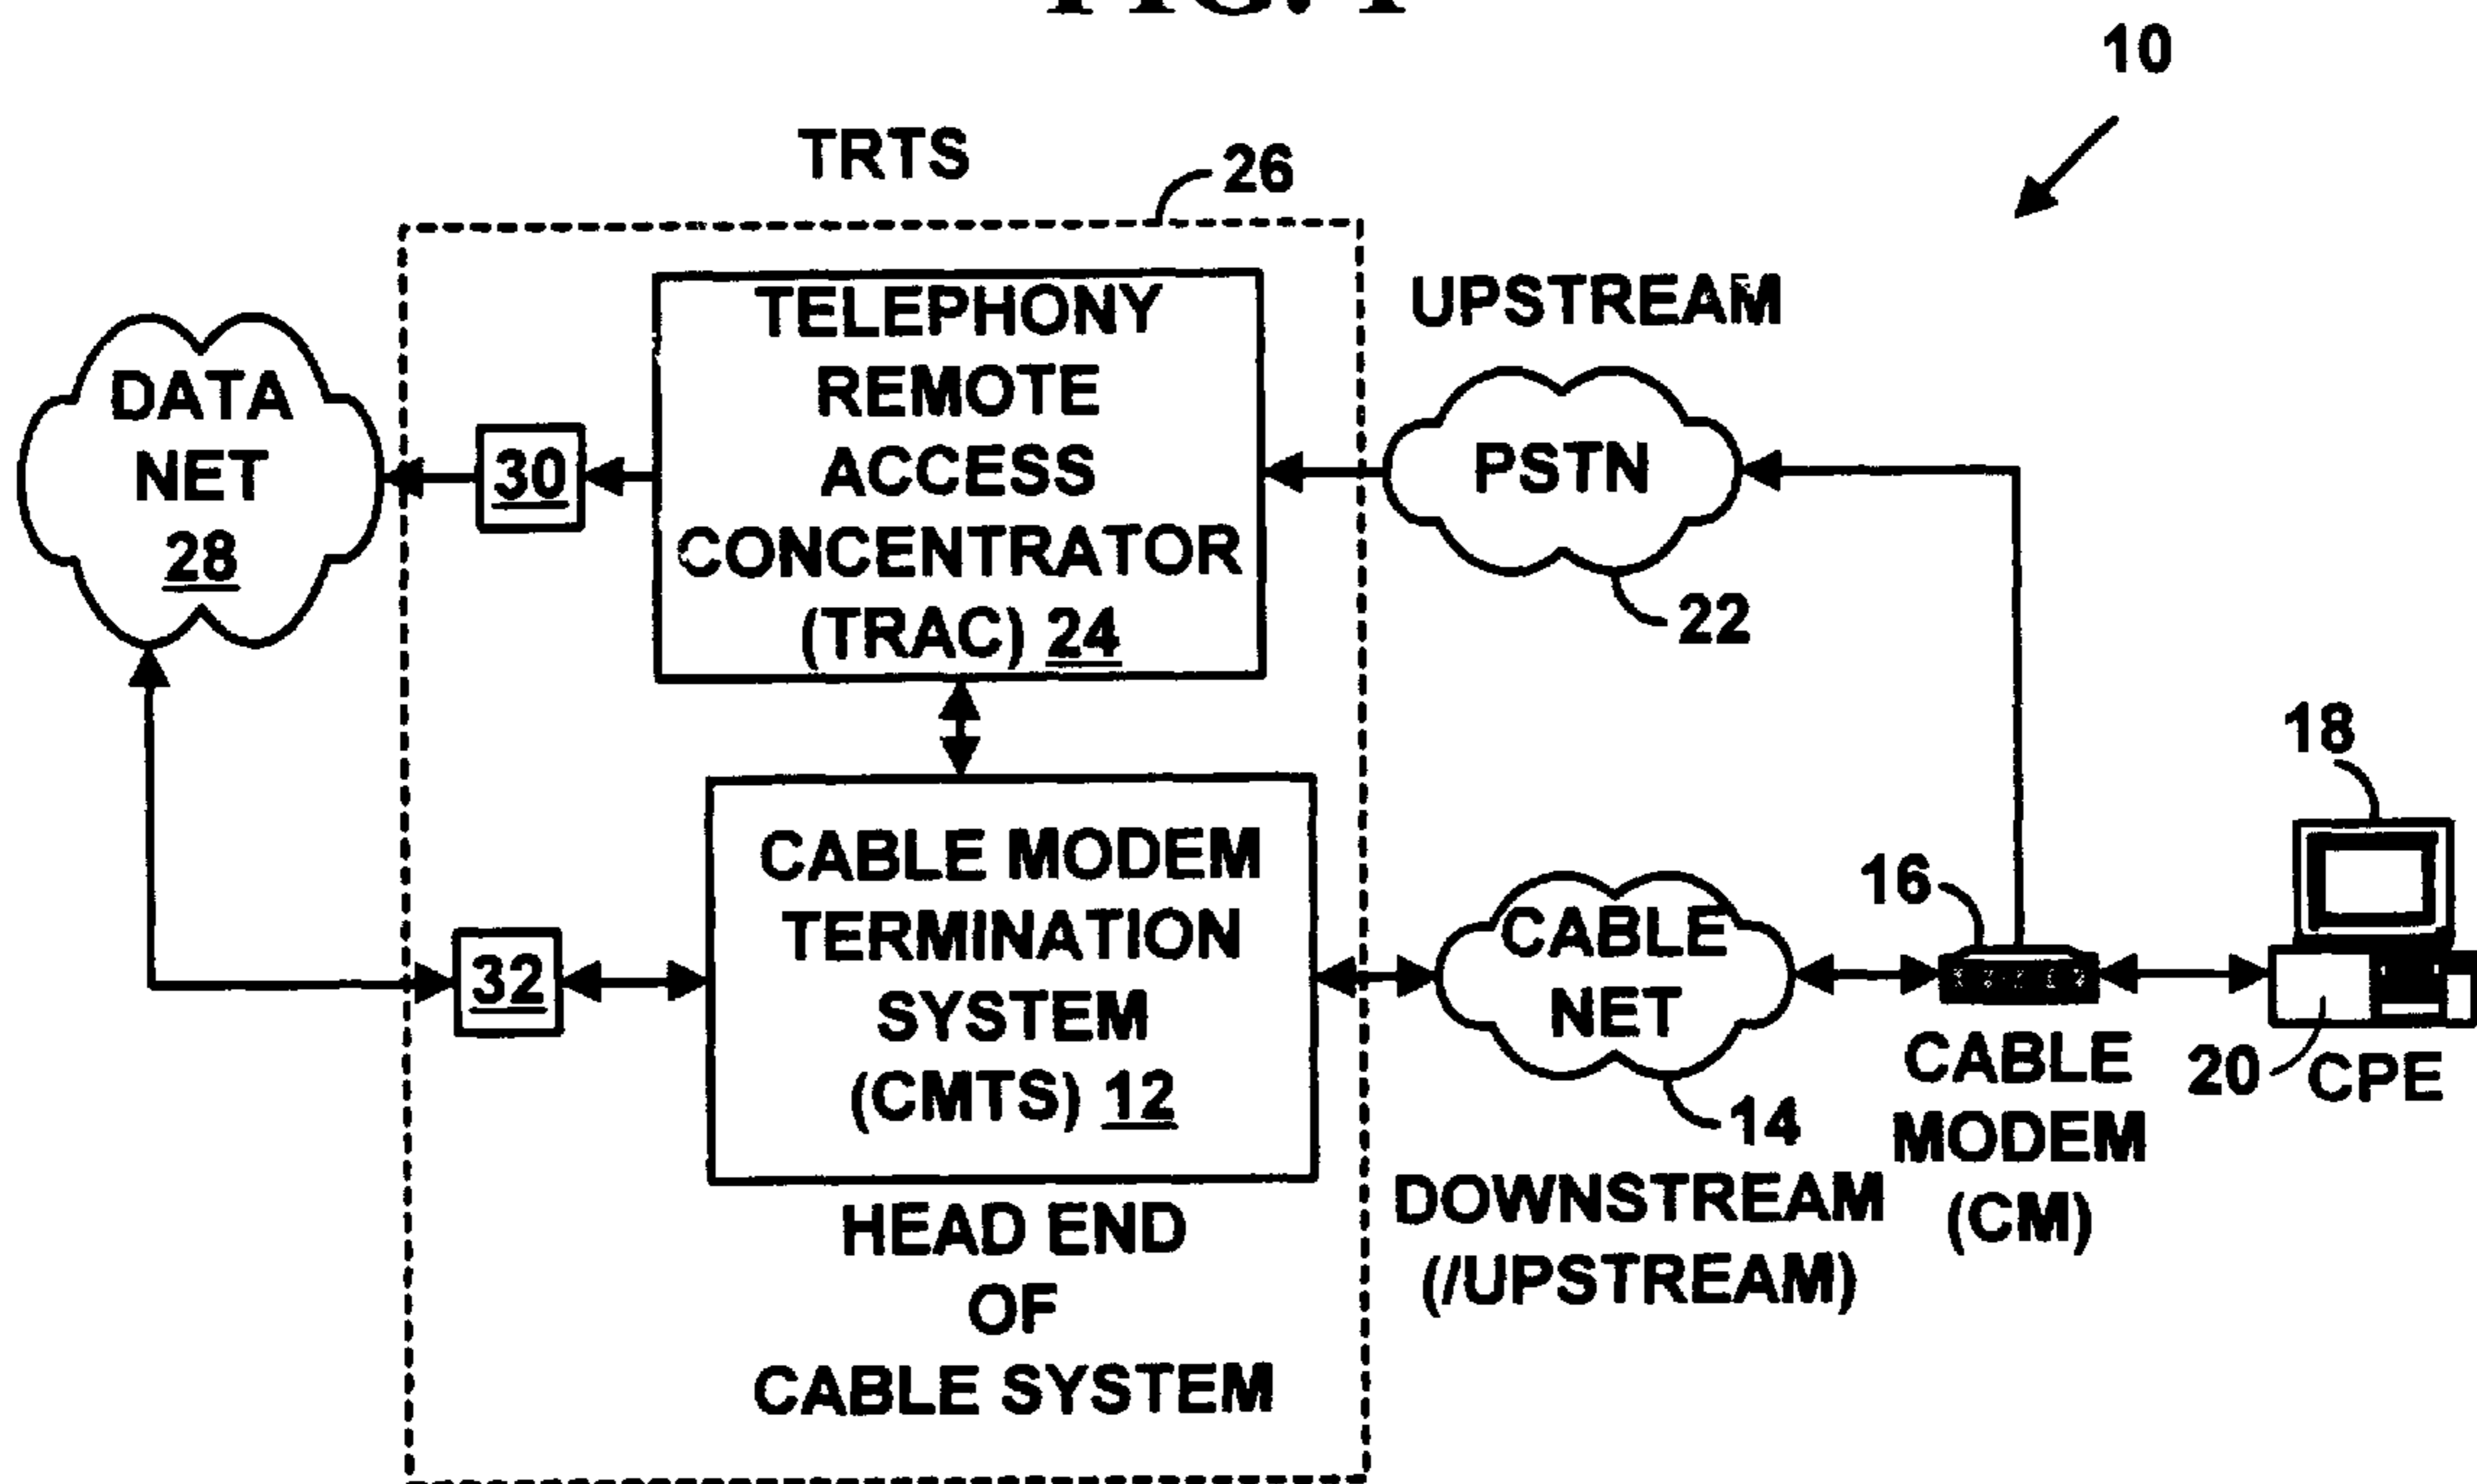 FIG. 1
10
TRTS
26
TELEPHONY
REMOTE
ACCESS
CONCENTRATOR
(TRAC) 24
UPSTREAM
PSTN
22
DATA
NET
28
30
18
CABLE MODEM
TERMINATION
SYSTEM
(CMTS) 12
32
16
CABLE
NET
14
20 CPE
CABLE
MODEM
(CM)
DOWNSTREAM
(/UPSTREAM)
HEAD END
OF
CABLE SYSTEM